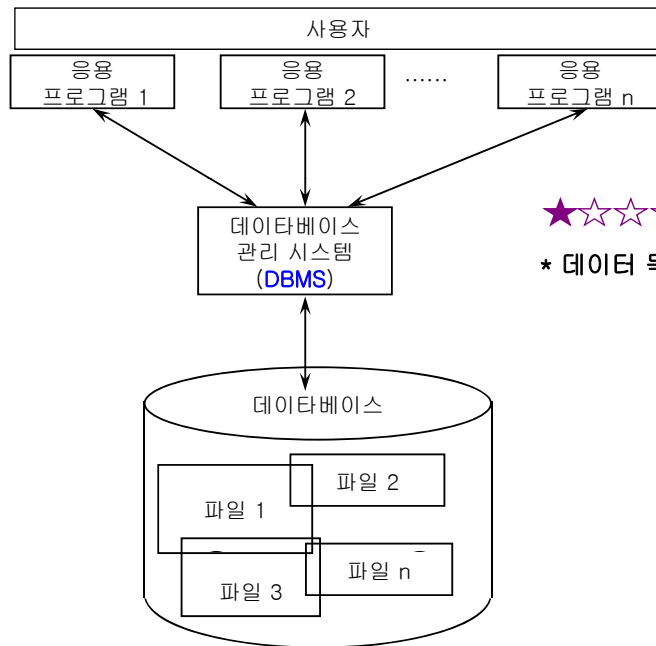 사용자
응용
프로그램 1
응용
프로그램 2
......
응용
프로그램 n
데이타베이스
관리 시스템
(DBMS)
★☆☆
* 데이터
데이타베이스
파일 1
파일 2
파일 3
파일 n